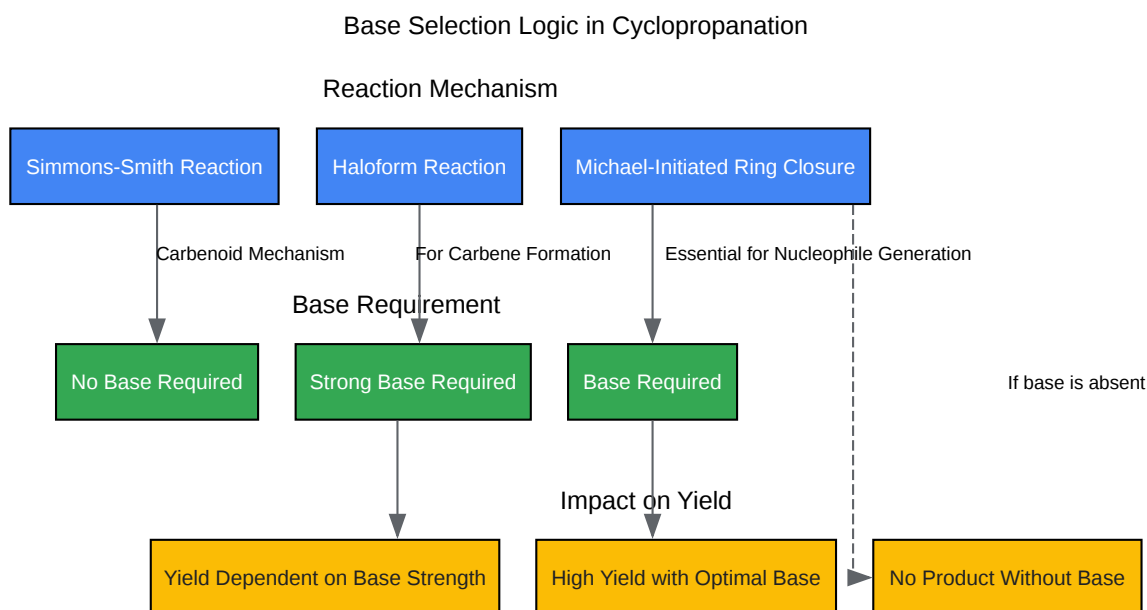 Base Selection Logic in Cyclopropanation
Reaction Mechanism
Simmons-Smith Reaction
Haloform Reaction
Michael-Initiated Ring Closure
Carbenoid Mechanism
For Carbene Formation
Essential for Nucleophile Generation
Base Requirement
No Base Required
Strong Base Required
Base Required
If base is absent
Impact on Yield
Yield Dependent on Base Strength
High Yield with Optimal Base
No Product Without Base